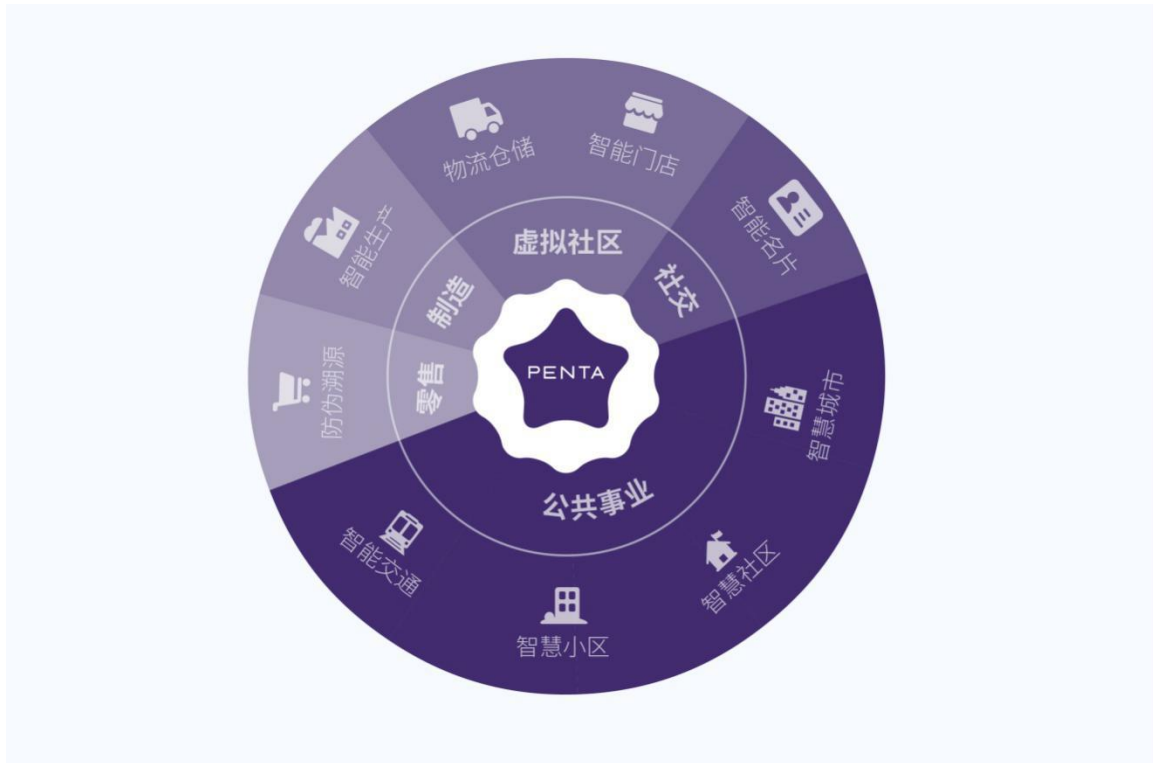 物流仓储
智能门店
智能名片
智慧城市
智慧社区
智慧小区
智能交通
防伪溯源
智能生产
虚拟社区
社交
公共事业
零售
制造
PENTA